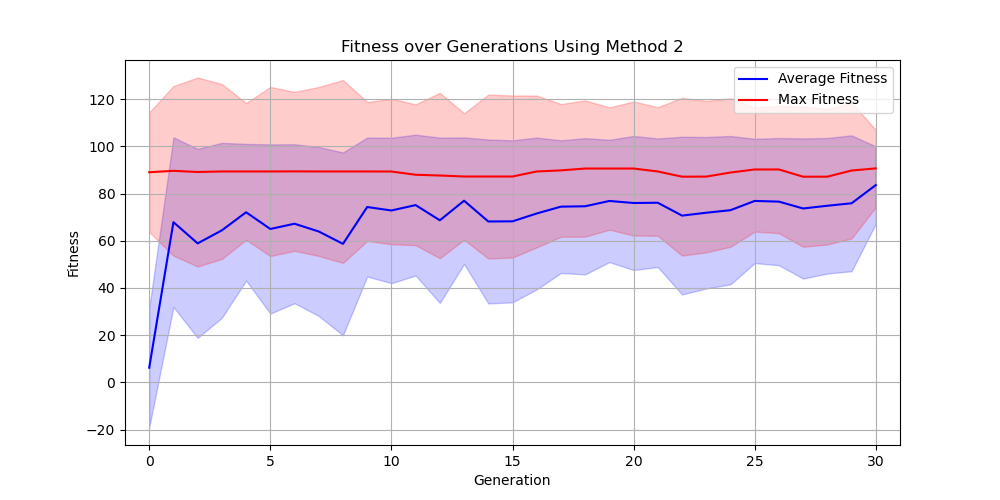 Fitness over Generations Using Method 2
Average Fitness
Max Fitness
120
100
80
60
40
20
0
−20
Fitness
0 5 10 15 20 25 30
Generation